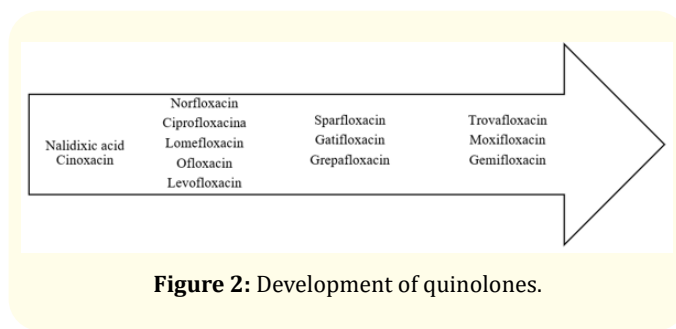 Nalidixic acid
Cinoxacin
Norfloxacin
Ciprofloxacina
Lomefloxacin
Ofloxacin
Levofloxacin
Sparfloxacin
Gatifloxacin
Grepafloxacin
Trovafloxacin
Moxifloxacin
Gemifloxacin
Figure 2: Development of quinolones.